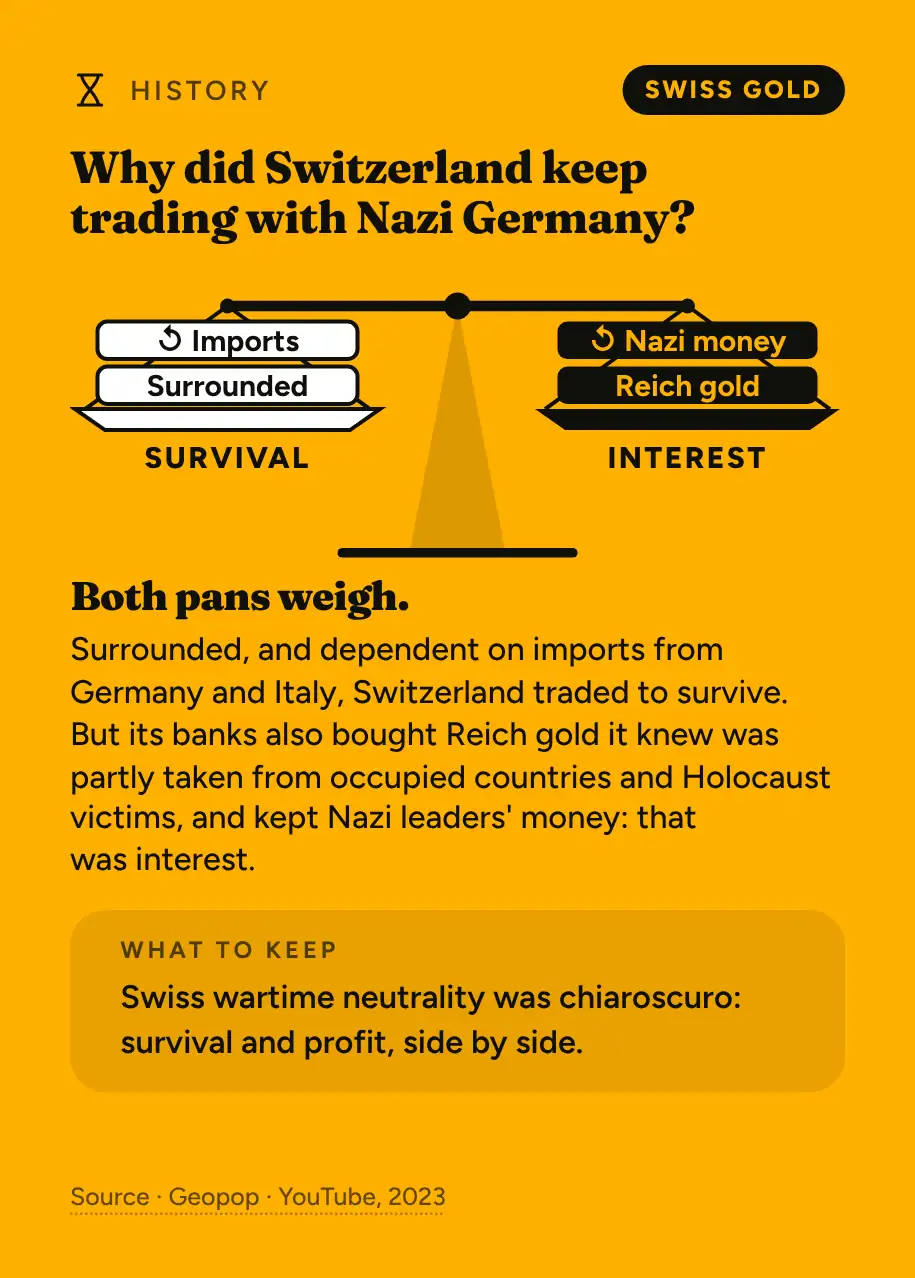 HISTORY
SWISS GOLD
Why did Switzerland keep
trading with Nazi Germany?
Imports
Surrounded
SURVIVAL
Nazi money
Reich gold
INTEREST
Both pans weigh.
Surrounded, and dependent on imports from
Germany and Italy, Switzerland traded to survive.
But its banks also bought Reich gold it knew was
partly taken from occupied countries and Holocaust
victims, and kept Nazi leaders' money: that
was interest.
WHAT TO KEEP
Swiss wartime neutrality was chiaroscuro:
survival and profit, side by side.
Source · Geopop · YouTube, 2023